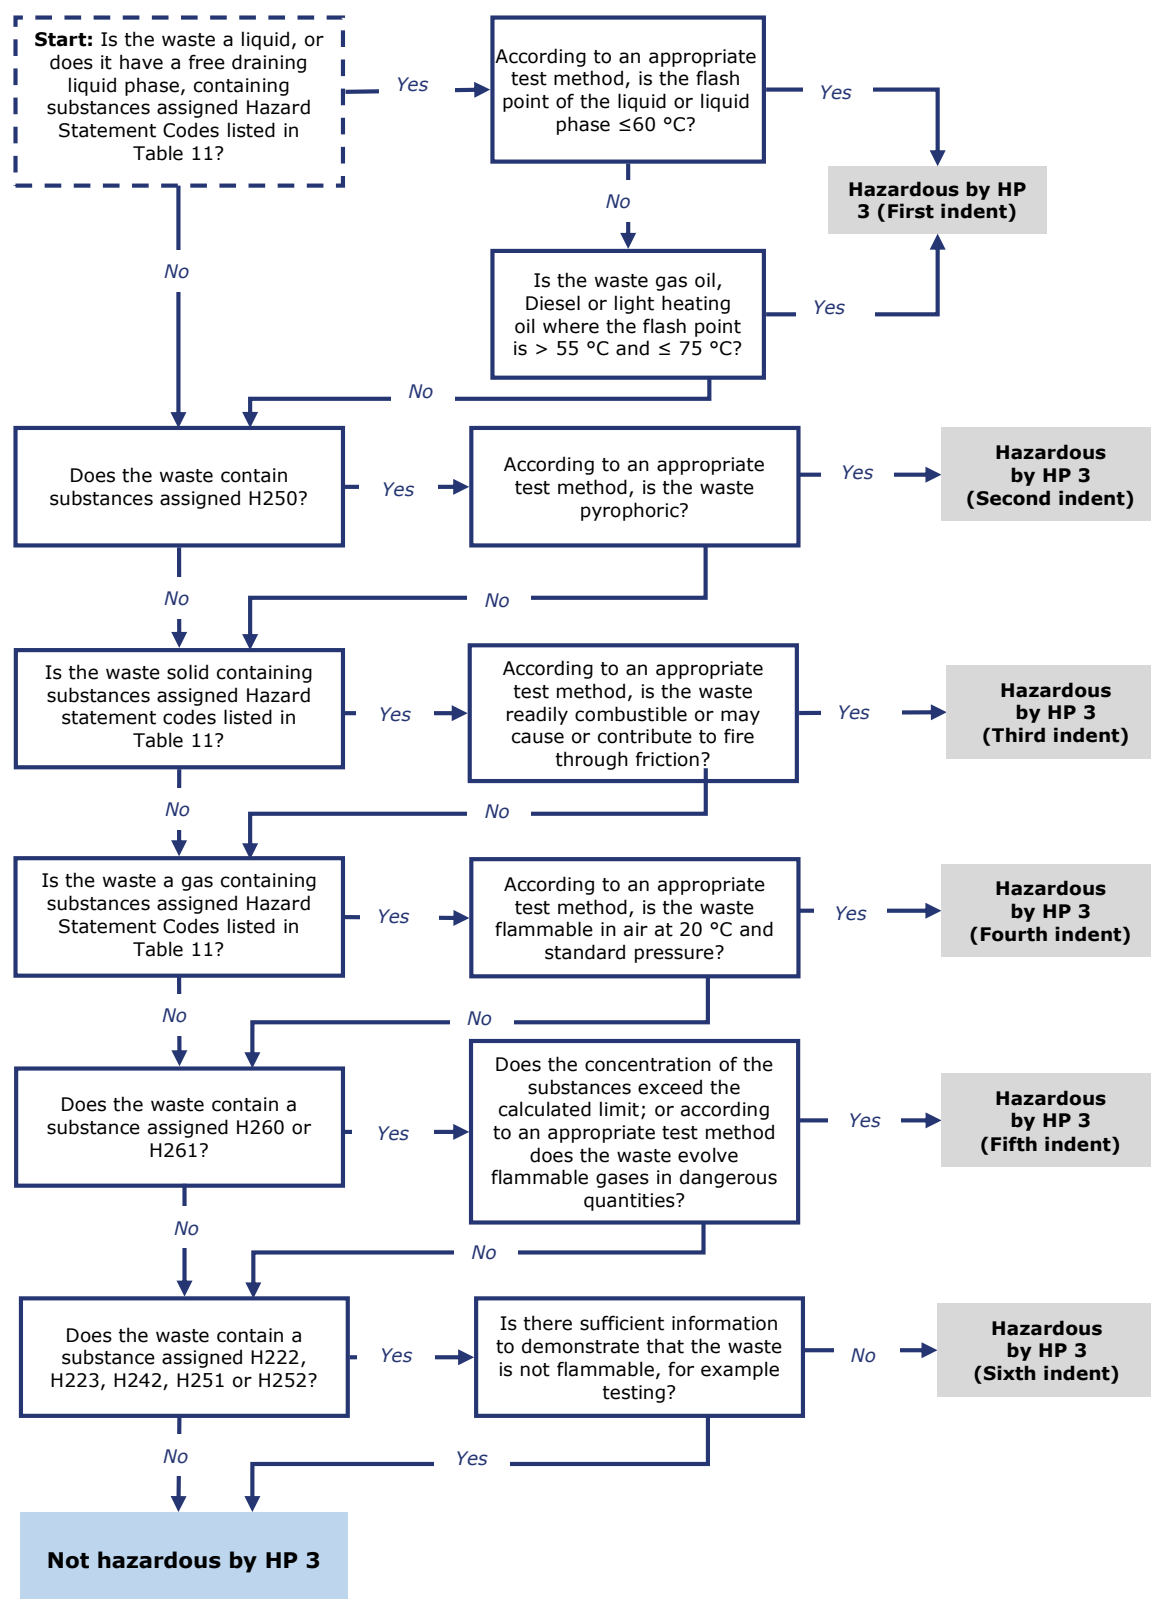 Start: Is the waste a liquid, or
does it have a free draining
liquid phase, containing
substances assigned Hazard
Statement Codes listed in
Table 11?
Yes
According to an appropriate
test method, is the flash
point of the liquid or liquid
phase ≤60 °C?
Yes
Hazardous by HP
3 (First indent)
No
No
Is the waste gas oil,
Diesel or light heating
oil where the flash point
is > 55 °C and ≤ 75 °C?
Yes
No
Does the waste contain
substances assigned H250?
Yes
According to an appropriate
test method, is the waste
pyrophoric?
Yes
Hazardous
by HP 3
(Second indent)
No
No
Is the waste solid containing
substances assigned Hazard
statement codes listed in
Table 11?
Yes
According to an appropriate
test method, is the waste
readily combustible or may
cause or contribute to fire
through friction?
Yes
Hazardous
by HP 3
(Third indent)
No
No
Is the waste a gas containing
substances assigned Hazard
Statement Codes listed in
Table 11?
Yes
According to an appropriate
test method, is the waste
flammable in air at 20 °C and
standard pressure?
Yes
Hazardous
by HP 3
(Fourth indent)
No
No
Does the waste contain a
substance assigned H260 or
H261?
Yes
Does the concentration of the
substances exceed the
calculated limit; or according
to an appropriate test method
does the waste evolve
flammable gases in dangerous
quantities?
Yes
Hazardous
by HP 3
(Fifth indent)
No
No
Does the waste contain a
substance assigned H222,
H223, H242, H251 or H252?
Yes
Is there sufficient information
to demonstrate that the waste
is not flammable, for example
testing?
No
Hazardous
by HP 3
(Sixth indent)
No
Yes
Not hazardous by HP 3